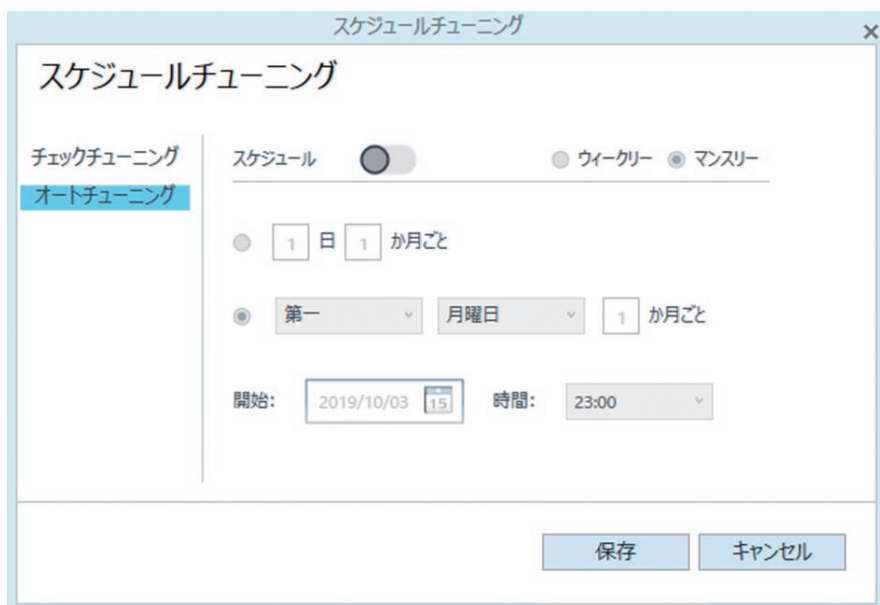 スケジュールチューニング
スケジュールチューニング
チェックチューニング
オートチューニング
スケジュール ウィークリー マンスリー
1 日 1 か月ごと
第一 月曜日 1 か月ごと
開始: 2019/10/03 15 時間: 23:00
保存 キャンセル